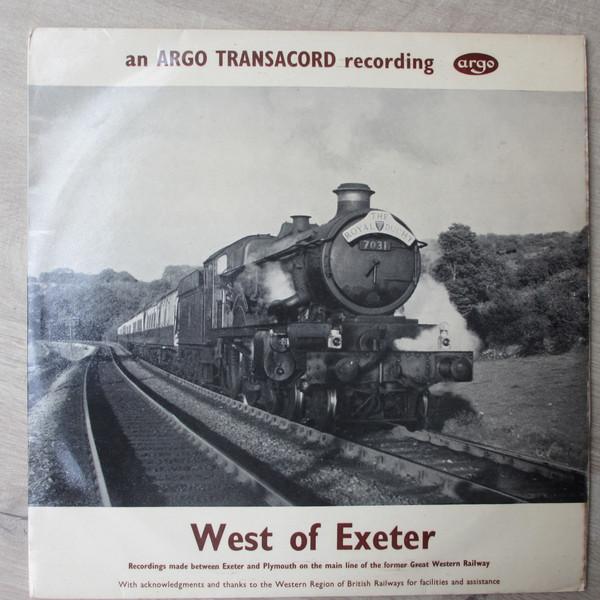 an ARGO TRANSACORD recording argo
THE
ROYAL DUCHY
7031
West of Exeter
Recordings made between Exeter and Plymouth on the main line of the former Great Western Railway
With acknowledgments and thanks to the Western Region of British Railways for facilities and assistance